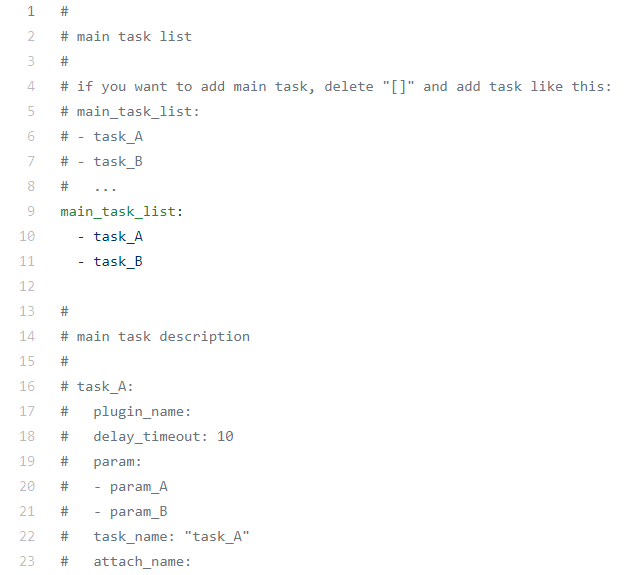 1 #
2 # main task list
3 #
4 # if you want to add main task, delete "[]" and add task like this:
5 # main_task_list:
6 # - task_A
7 # - task_B
8 #   ...
9 main_task_list:
10   - task_A
11   - task_B
12
13 #
14 # main task description
15 #
16 # task_A:
17 #   plugin_name:
18 #   delay_timeout: 10
19 #   param:
20 #   - param_A
21 #   - param_B
22 #   task_name: "task_A"
23 #   attach_name: